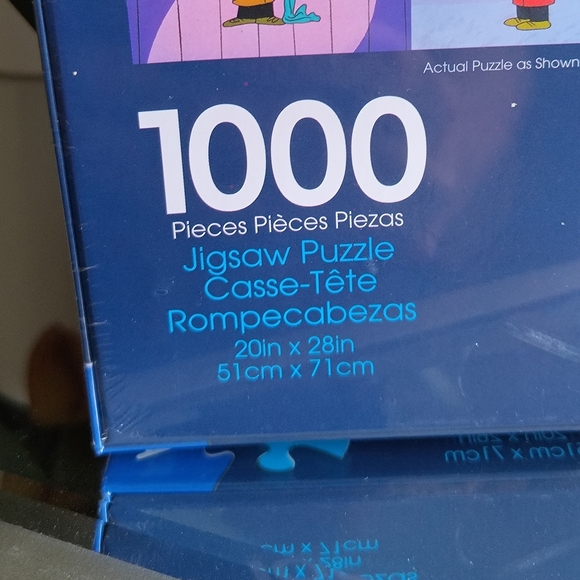 Actual Puzzle as Shown
1000
Pieces Pièces Piezas
Jigsaw Puzzle
Casse-Tête
Rompecabezas
20in x 28in
51cm x 71cm